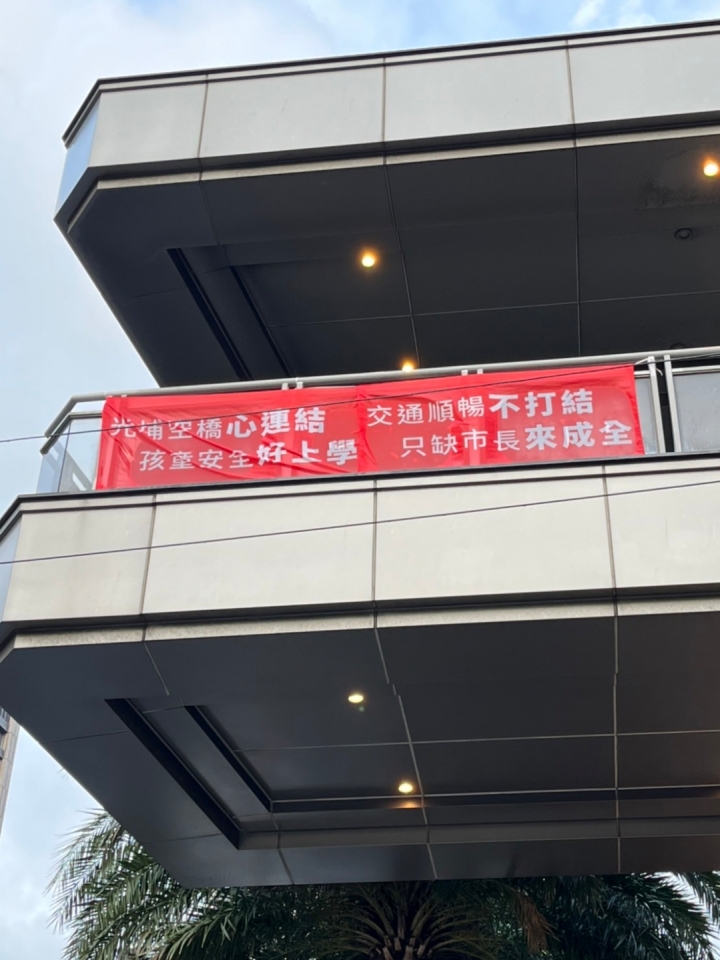 光埔空橋心連結
孩童安全好上學
交通順暢不打結
只缺市長來成全